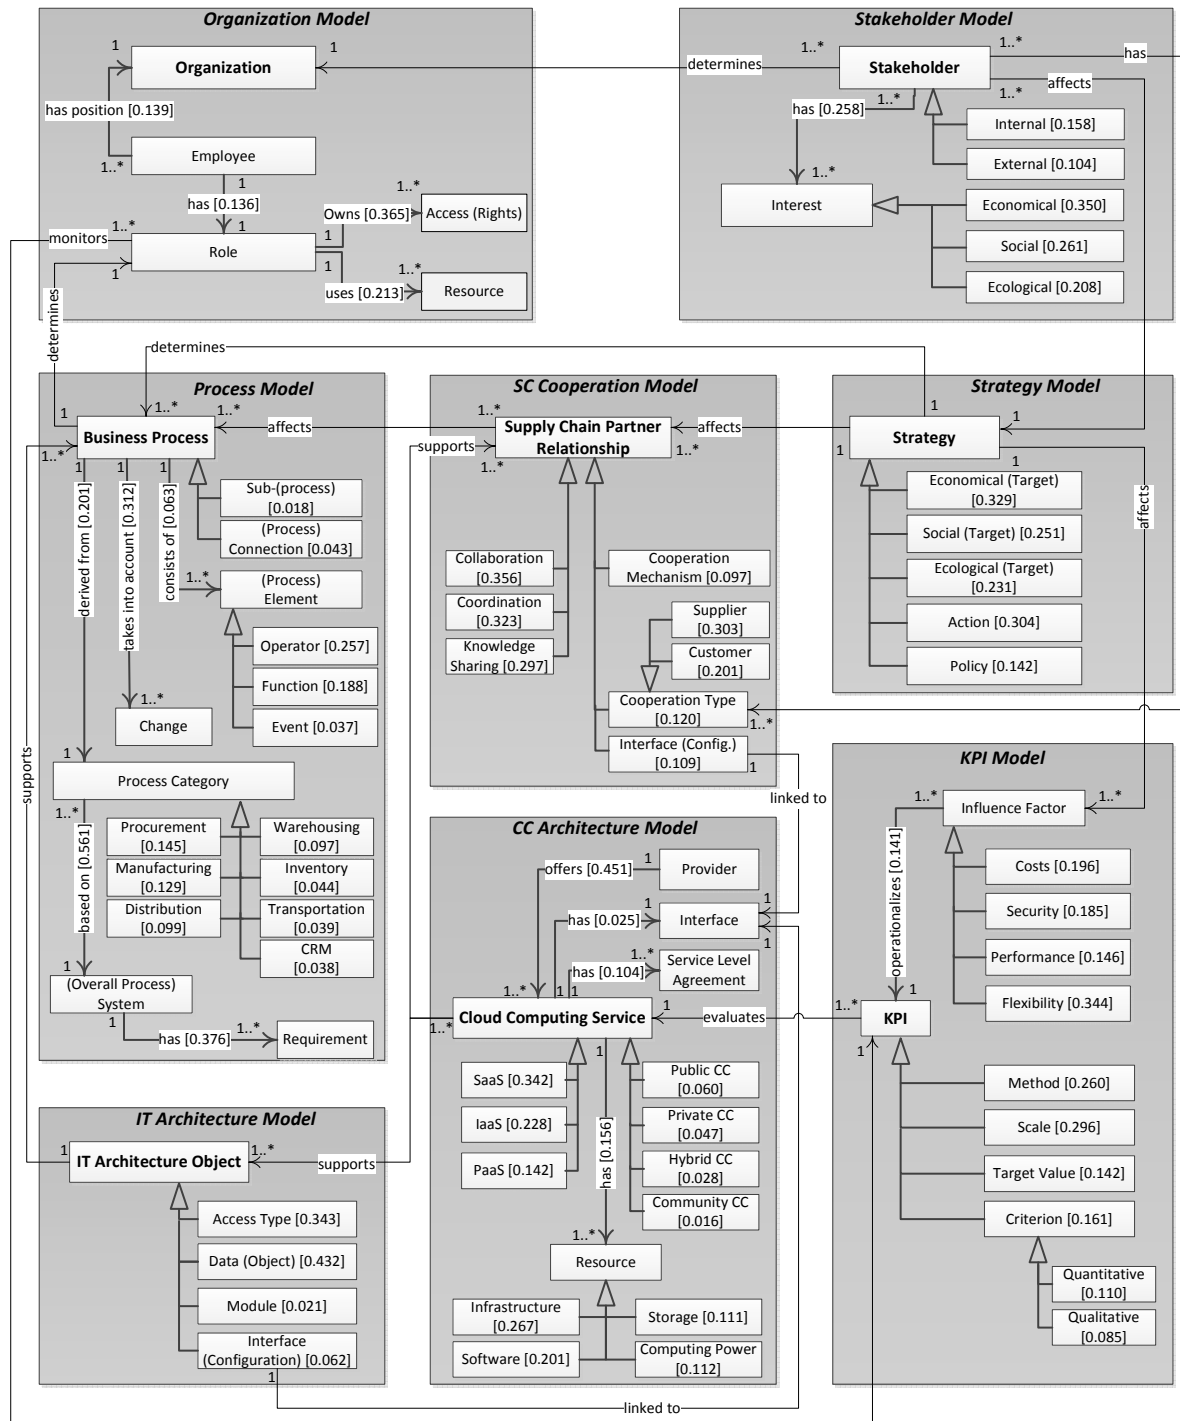 Organization Model
1
1
Organization
has position [0.139]
1..*
Employee
1
has [0.136]
1
1..*
monitors
Role
1
Owns [0.365]
1..*
Access (Rights)
1
1
1..*
uses [0.213]
Resource
determines
determines
Stakeholder Model
1..*
1..*
has
Stakeholder
affects
1..*
1..*
has [0.258]
Internal [0.158]
External [0.104]
1..*
Interest
Economical [0.350]
Social [0.261]
Ecological [0.208]
determines
Process Model
1
1..*
1..*
Business Process
1..*
1
1
1
affects
derived from [0.201]
takes into account [0.312]
consists of [0.063]
Sub-(process)
[0.018]
(Process)
Connection [0.043]
1..*
(Process)
Element
Operator [0.257]
Function [0.188]
Event [0.037]
1..*
Change
supports
1
Process Category
1..*
based on [0.561]
Procurement
[0.145]
Warehousing
[0.097]
Manufacturing
[0.129]
Inventory
[0.044]
Distribution
[0.099]
Transportation
[0.039]
CRM
[0.038]
1
(Overall Process)
System
1
has [0.376]
1..*
Requirement
SC Cooperation Model
1..*
Supply Chain Partner
Relationship
supports
1..*
1..*
affects
Collaboration
[0.356]
Cooperation
Mechanism [0.097]
Coordination
[0.323]
Supplier
[0.303]
Knowledge
Sharing [0.297]
Customer
[0.201]
Cooperation Type
[0.120]
1..*
Interface (Config.)
[0.109]
1
linked to
Strategy Model
1
1
Strategy
1
1
Economical (Target)
[0.329]
affects
Social (Target) [0.251]
Ecological (Target)
[0.231]
Action [0.304]
Policy [0.142]
CC Architecture Model
offers [0.451]
1
Provider
1
has [0.025]
1
Interface
1
1
1..*
has [0.104]
Service Level
Agreement
1..*
1
1
1..*
Cloud Computing Service
1
evaluates
1
SaaS [0.342]
IaaS [0.228]
PaaS [0.142]
has [0.156]
Public CC
[0.060]
Private CC
[0.047]
Hybrid CC
[0.028]
Community CC
[0.016]
1..*
Resource
Infrastructure
[0.267]
Storage [0.111]
Software [0.201]
Computing Power
[0.112]
KPI Model
1..*
Influence Factor
1..*
operationalizes [0.141]
Costs [0.196]
Security [0.185]
Performance [0.146]
Flexibility [0.344]
1
1..*
KPI
1
Method [0.260]
Scale [0.296]
Target Value [0.142]
Criterion [0.161]
Quantitative
[0.110]
Qualitative
[0.085]
IT Architecture Model
1
1..*
IT Architecture Object
supports
Access Type [0.343]
Data (Object) [0.432]
Module [0.021]
Interface
(Configuration) [0.062]
1
linked to